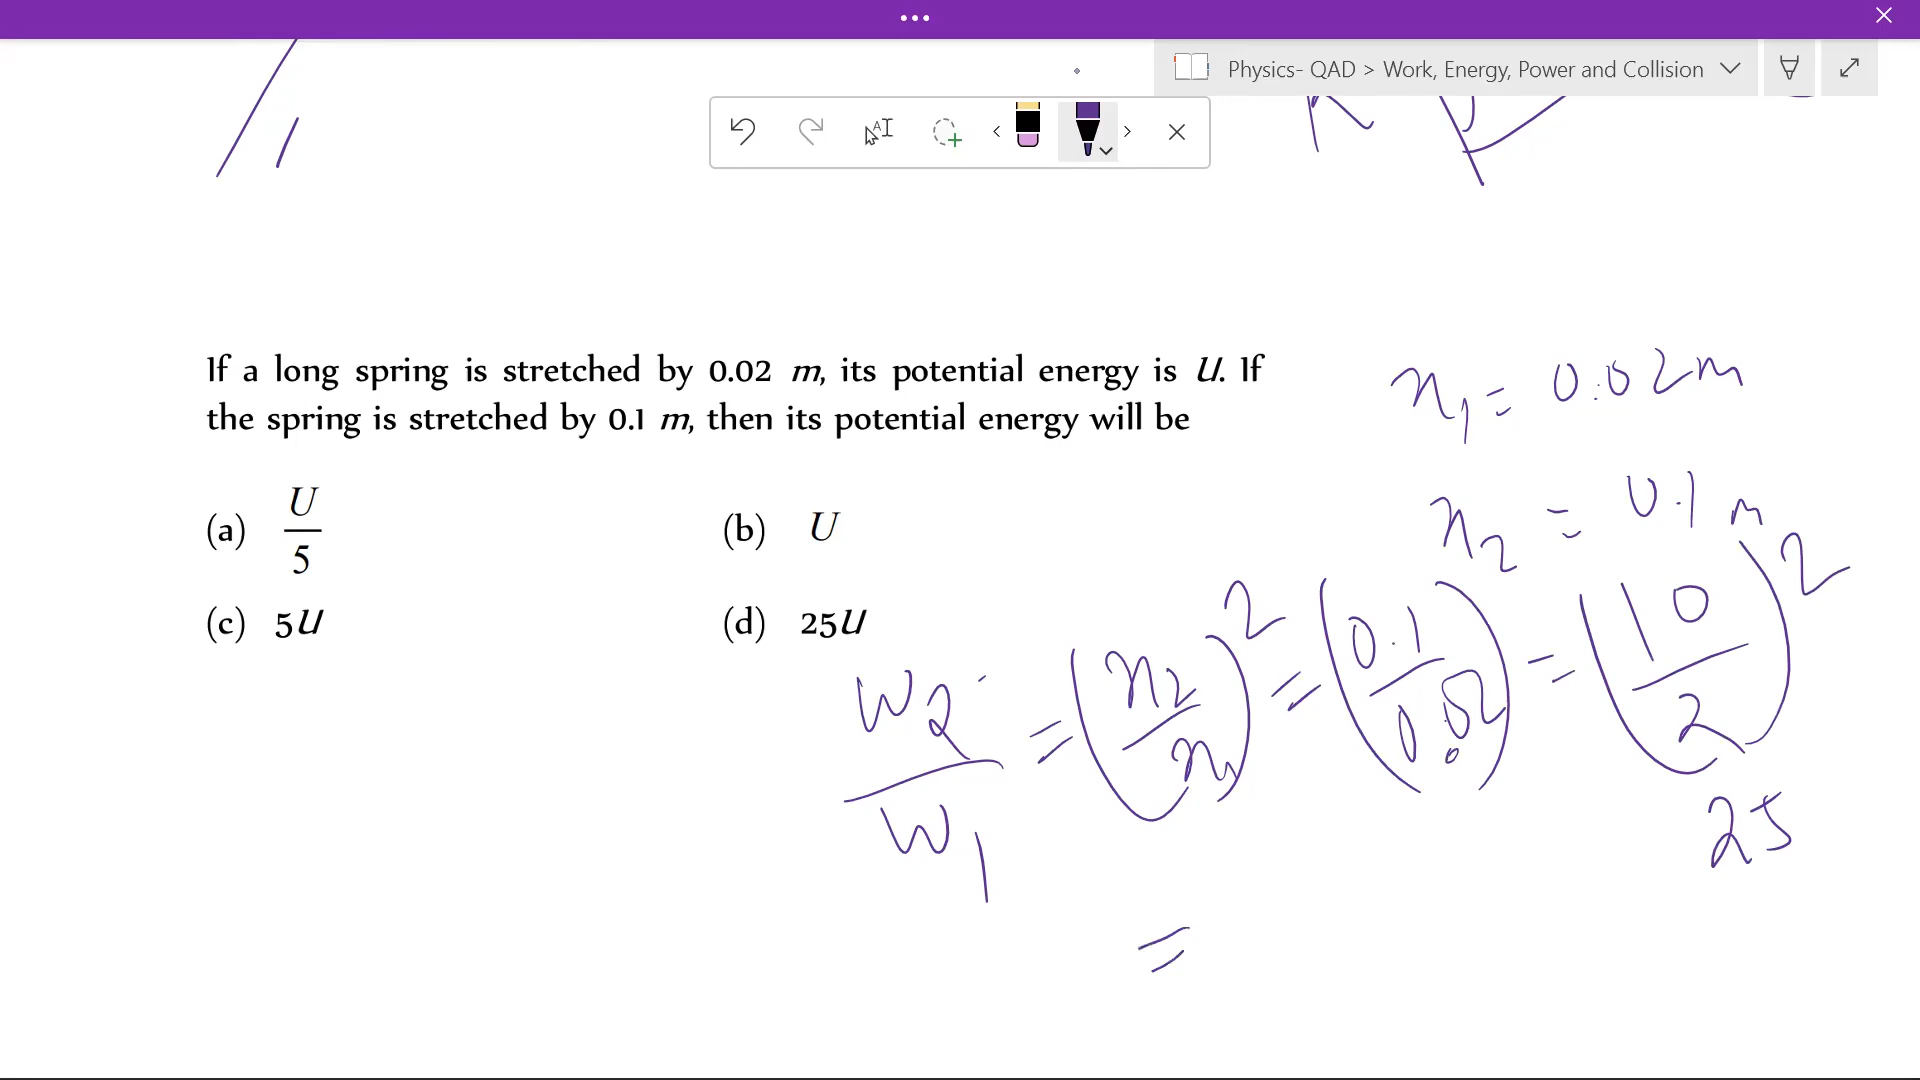 Physics- QAD > Work, Energy, Power and Collision
If a long spring is stretched by 0.02 m, its potential energy is U. If
the spring is stretched by 0.1 m, then its potential energy will be
(a) U/5
(b) U
(c) 5U
(d) 25U
x₁ = 0.02m
x₂ = 0.1 m
W₂/W₁ = (x₂/x₁)² = (0.1/0.02)² = (10/2)²
25
=